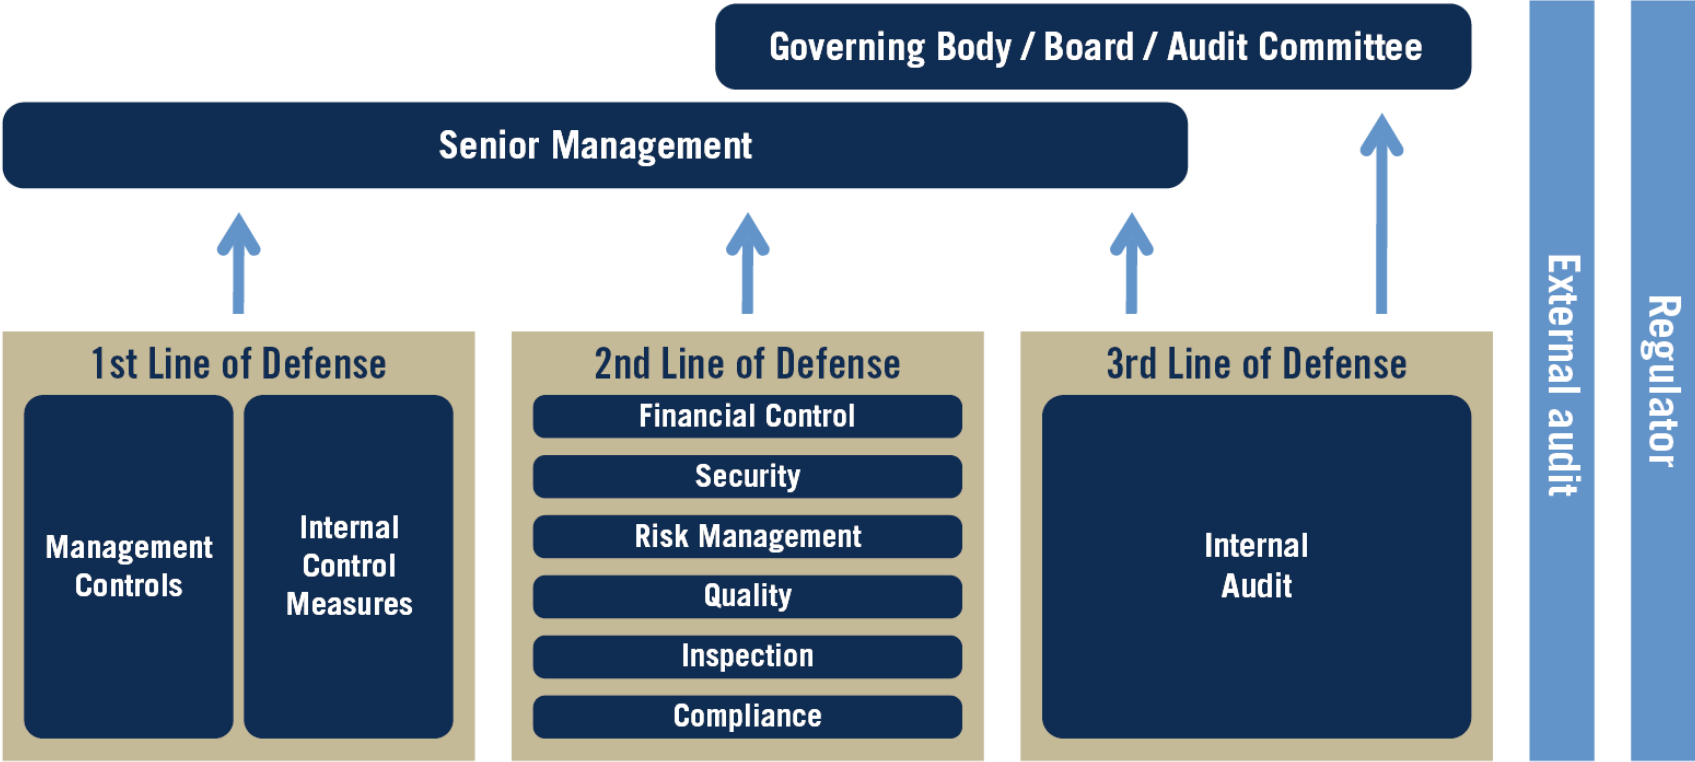 Governing Body / Board / Audit Committee
Senior Management
1st Line of Defense
Management
Controls
Internal
Control
Measures
2nd Line of Defense
Financial Control
Security
Risk Management
Quality
Inspection
Compliance
3rd Line of Defense
Internal
Audit
External audit
Regulator